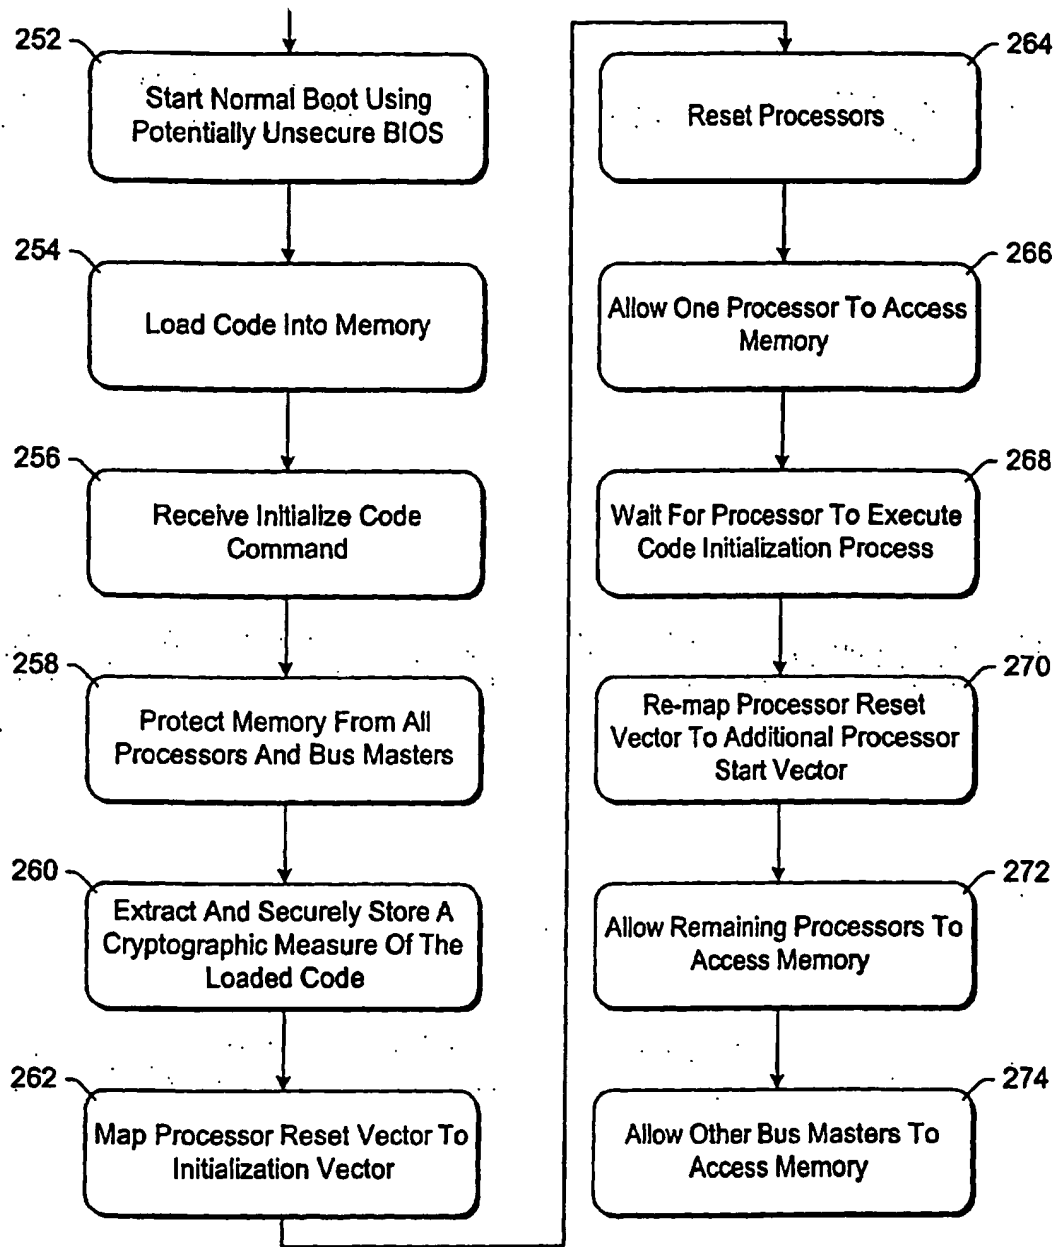 252
Start Normal Boot Using
Potentially Unsecure BIOS
254
Load Code Into Memory
256
Receive Initialize Code
Command
258
Protect Memory From All
Processors And Bus Masters
260
Extract And Securely Store A
Cryptographic Measure Of The
Loaded Code
262
Map Processor Reset Vector To
Initialization Vector
264
Reset Processors
266
Allow One Processor To Access
Memory
268
Wait For Processor To Execute
Code Initialization Process
270
Re-map Processor Reset
Vector To Additional Processor
Start Vector
272
Allow Remaining Processors To
Access Memory
274
Allow Other Bus Masters To
Access Memory